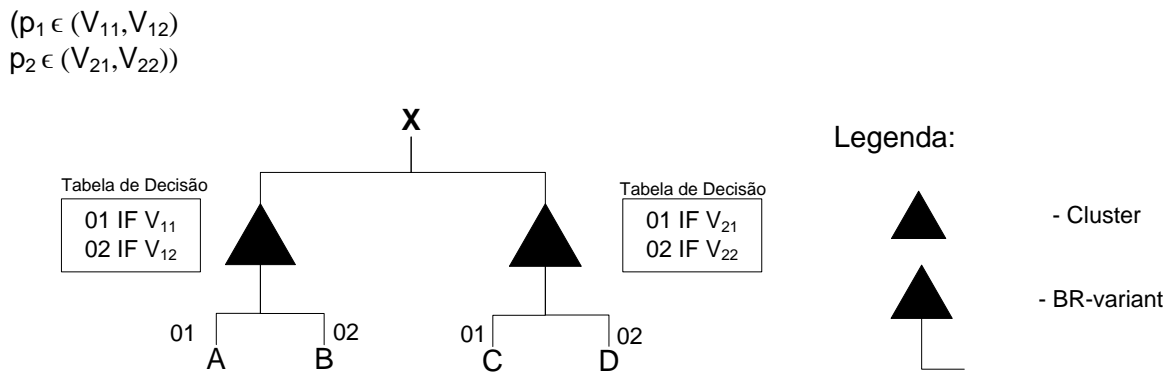 (p₁ ϵ (V₁₁,V₁₂)
p₂ ϵ (V₂₁,V₂₂))
X
Legenda:
Tabela de Decisão
01 IF V₁₁
02 IF V₁₂
Tabela de Decisão
01 IF V₂₁
02 IF V₂₂
- Cluster
- BR-variant
01
02
01
02
A
B
C
D